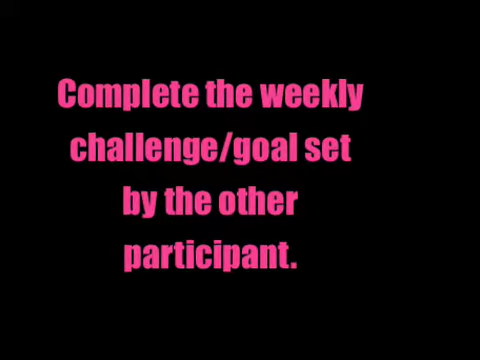 Complete the weekly
challenge/goal set
by the other
participant.